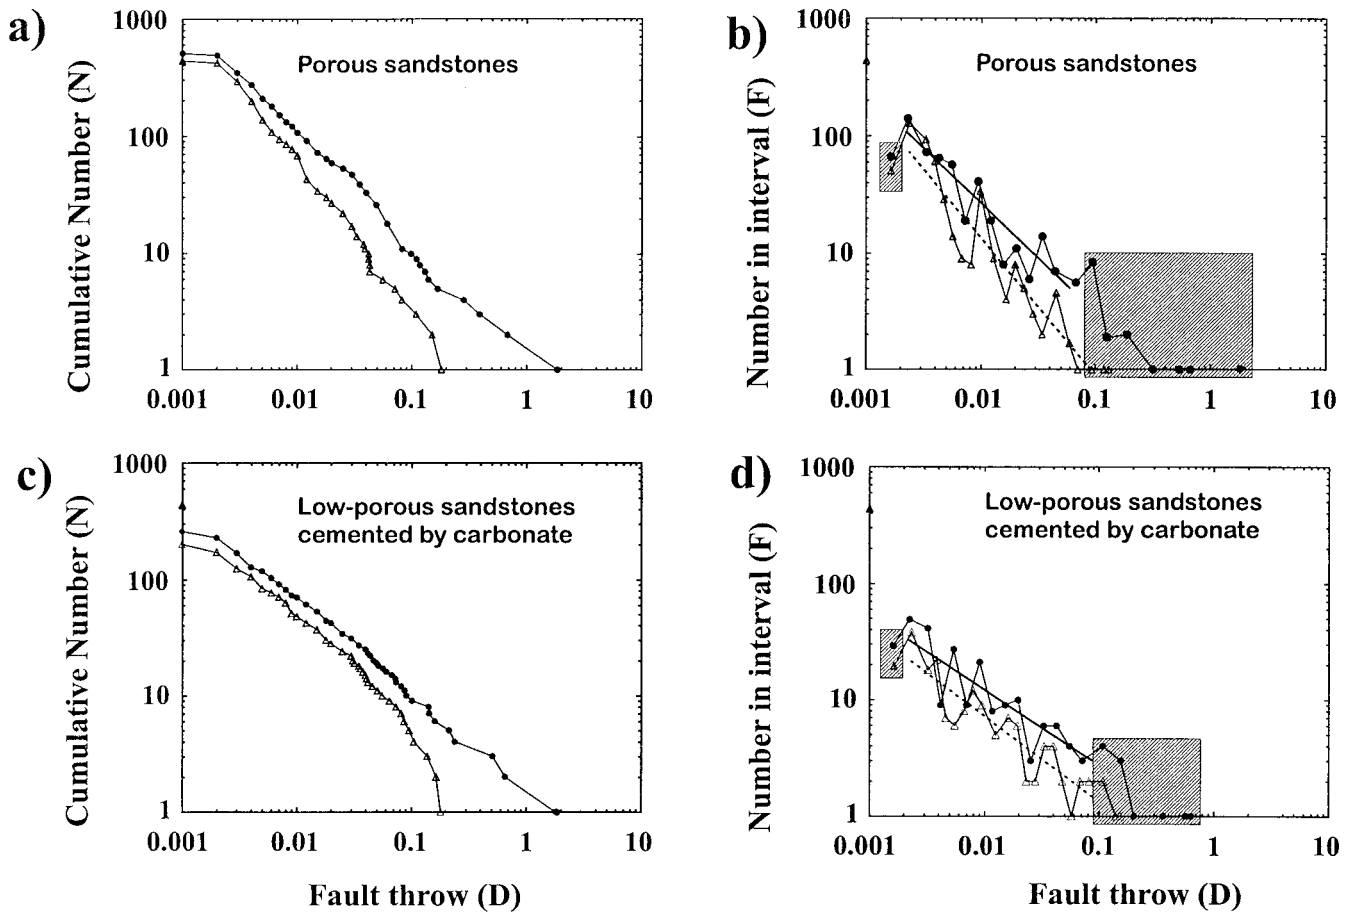 a)
Cumulative Number (N)
1000
100
10
1
Porous sandstones
0.001 0.01 0.1 1 10
b)
Number in interval (F)
1000
100
10
1
Porous sandstones
0.001 0.01 0.1 1 10
c)
Cumulative Number (N)
1000
100
10
1
Low-porous sandstones
cemented by carbonate
0.001 0.01 0.1 1 10
Fault throw (D)
d)
Number in interval (F)
1000
100
10
1
Low-porous sandstones
cemented by carbonate
0.001 0.01 0.1 1 10
Fault throw (D)